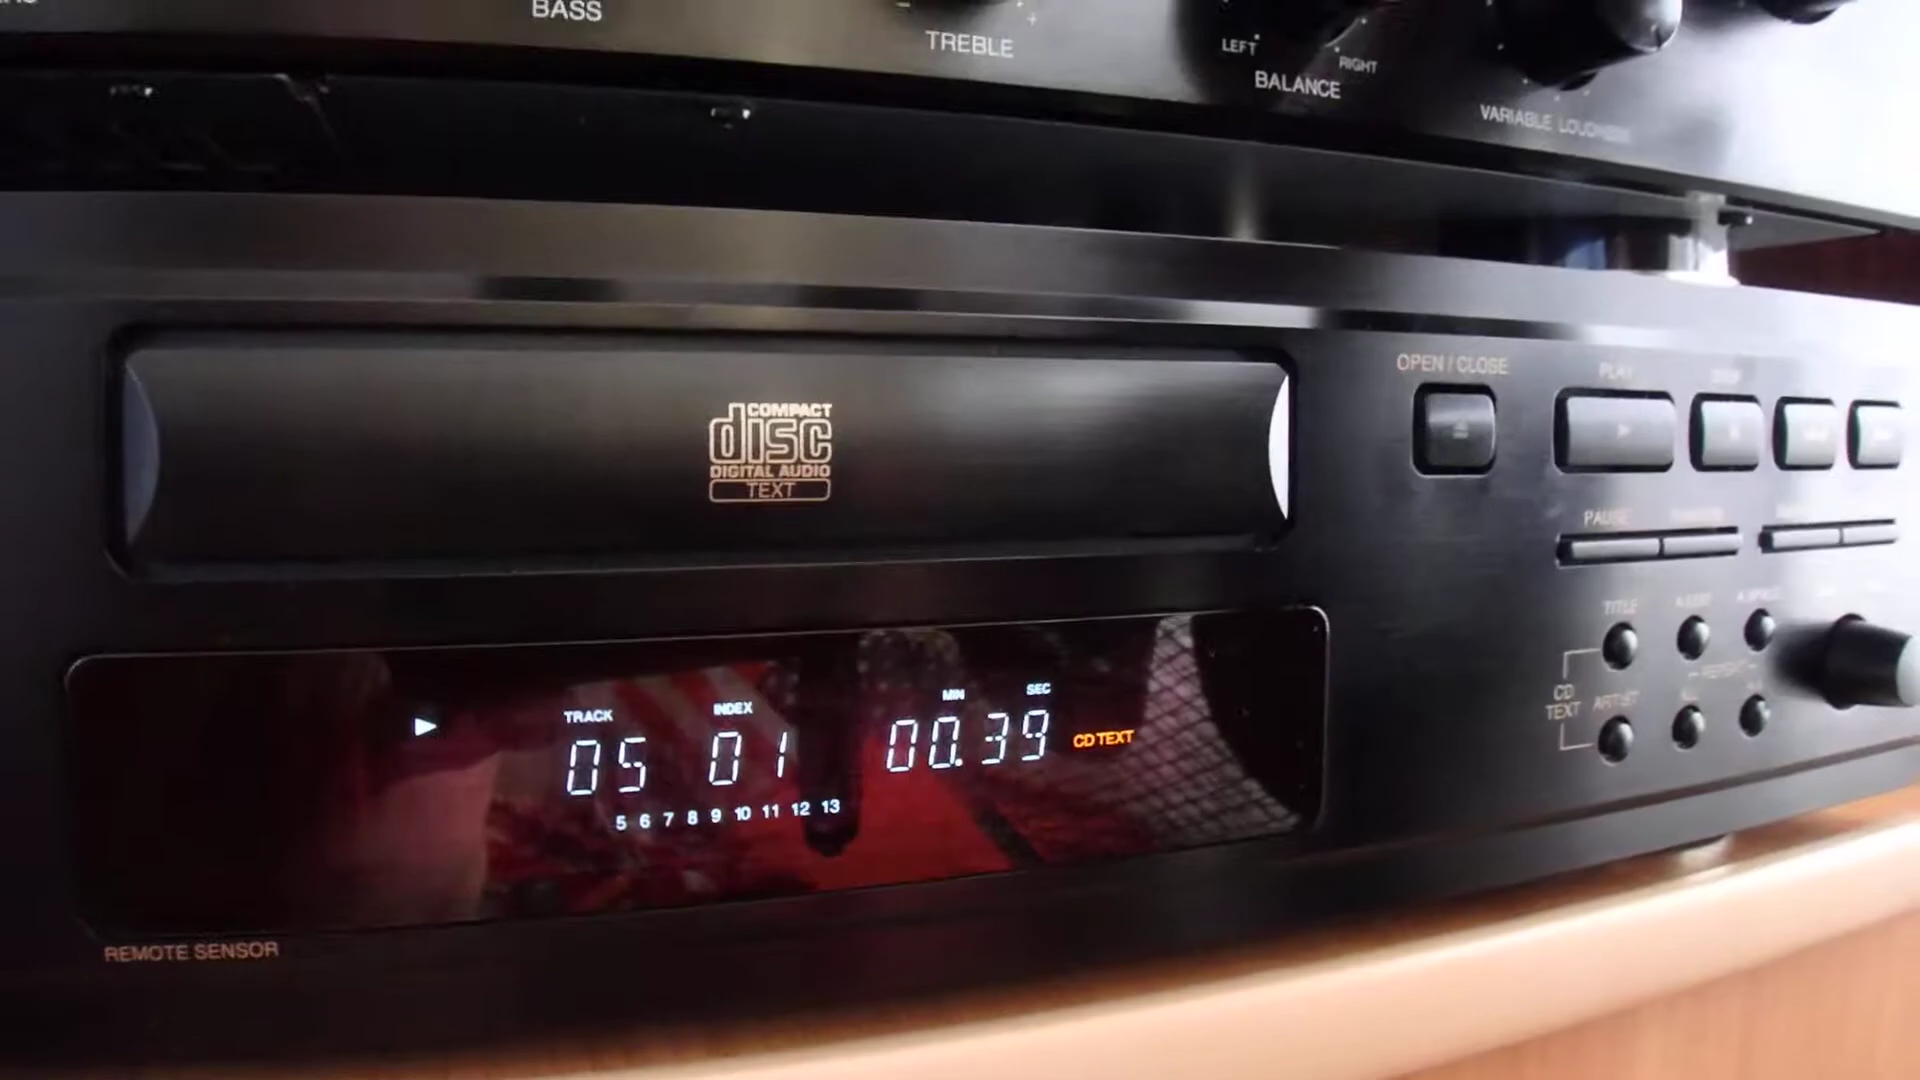 BASS
TREBLE
LEFT
RIGHT
BALANCE
VARIABLE LOUDNESS
COMPACT
disc
DIGITAL AUDIO
TEXT
OPEN / CLOSE
PLAY
STOP
PAUSE
TITLE
CD
TEXT
ARTIST
REPEAT
TRACK INDEX MIN SEC
05 01 00.39 CD TEXT
5 6 7 8 9 10 11 12 13
REMOTE SENSOR